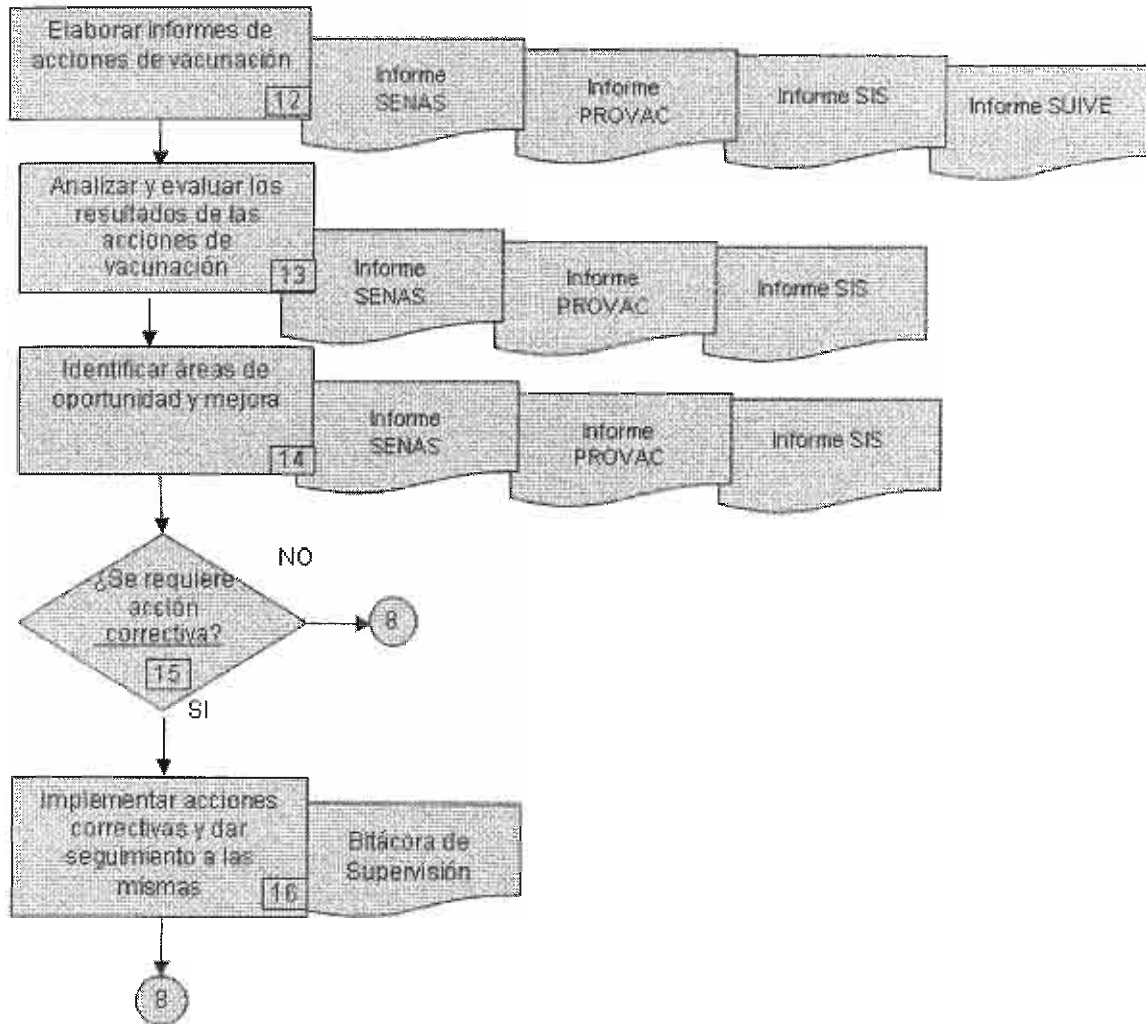 Elaborar informes de
acciones de vacunación
12
Informe
SENAS
Informe
PROVAC
Informe SIS
Informe SUIVE
Analizar y evaluar los
resultados de las
acciones de
vacunación
13
Informe
SENAS
Informe
PROVAC
Informe SIS
Identificar áreas de
oportunidad y mejora
14
Informe
SENAS
Informe
PROVAC
Informe SIS
¿Se requiere
acción
correctiva?
15
NO
8
SI
Implementar acciones
correctivas y dar
seguimiento a las
mismas
16
Bitácora de
Supervisión
8